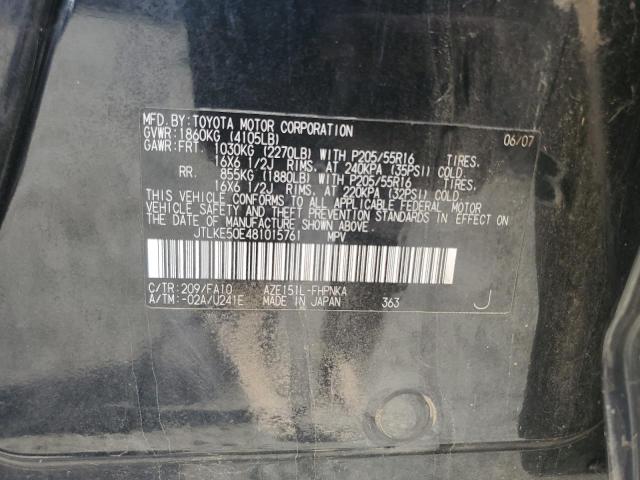 MFD. BY: TOYOTA MOTOR CORPORATION 06/07
GVWR: 1860KG (4105LB)
GAWR: FRT. 1030KG (2270LB) WITH P205/55R16 TIRES.
16X6 1/2J RIMS. AT 240KPA (35PSI) COLD.
RR. 855KG (1880LB) WITH P205/55R16 TIRES.
16X6 1/2J RIMS. AT 220KPA (32PSI) COLD.
THIS VEHICLE CONFORMS TO ALL APPLICABLE FEDERAL MOTOR
VEHICLE SAFETY AND THEFT PREVENTION STANDARDS IN EFFECT ON
THE DATE OF MANUFACTURE SHOWN ABOVE.
JTLKE50E481015761 MPV
C/TR: 209/FA10 AZE151L-FHPNKA
A/TM: -02A/U241E MADE IN JAPAN 363 J